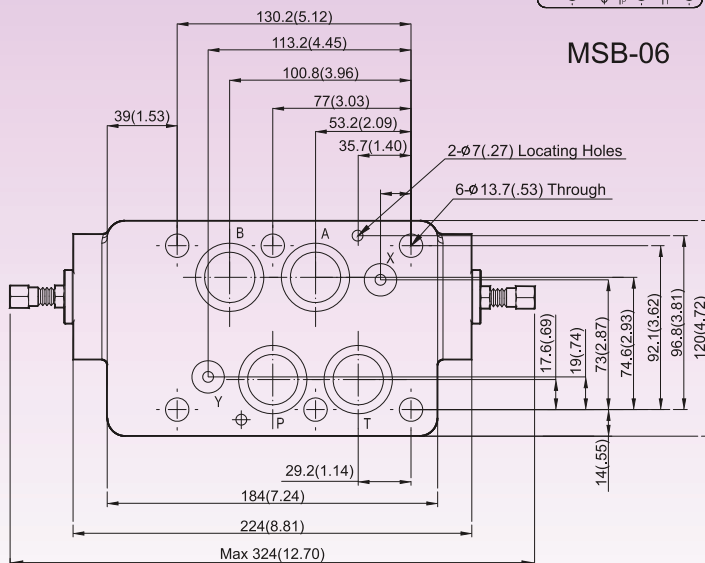 130.2(5.12)
MSB-06
113.2(4.45)
100.8(3.96)
39(1.53)
77(3.03)
53.2(2.09)
35.7(1.40)
2-ø7(.27) Locating Holes
6-ø13.7(.53) Through
B
A
X
17.6(.69)
19(.74)
73(2.87)
74.6(2.93)
92.1(3.62)
96.8(3.81)
120(4.72)
Y
P
T
14(.55)
29.2(1.14)
184(7.24)
224(8.81)
Max 324(12.70)